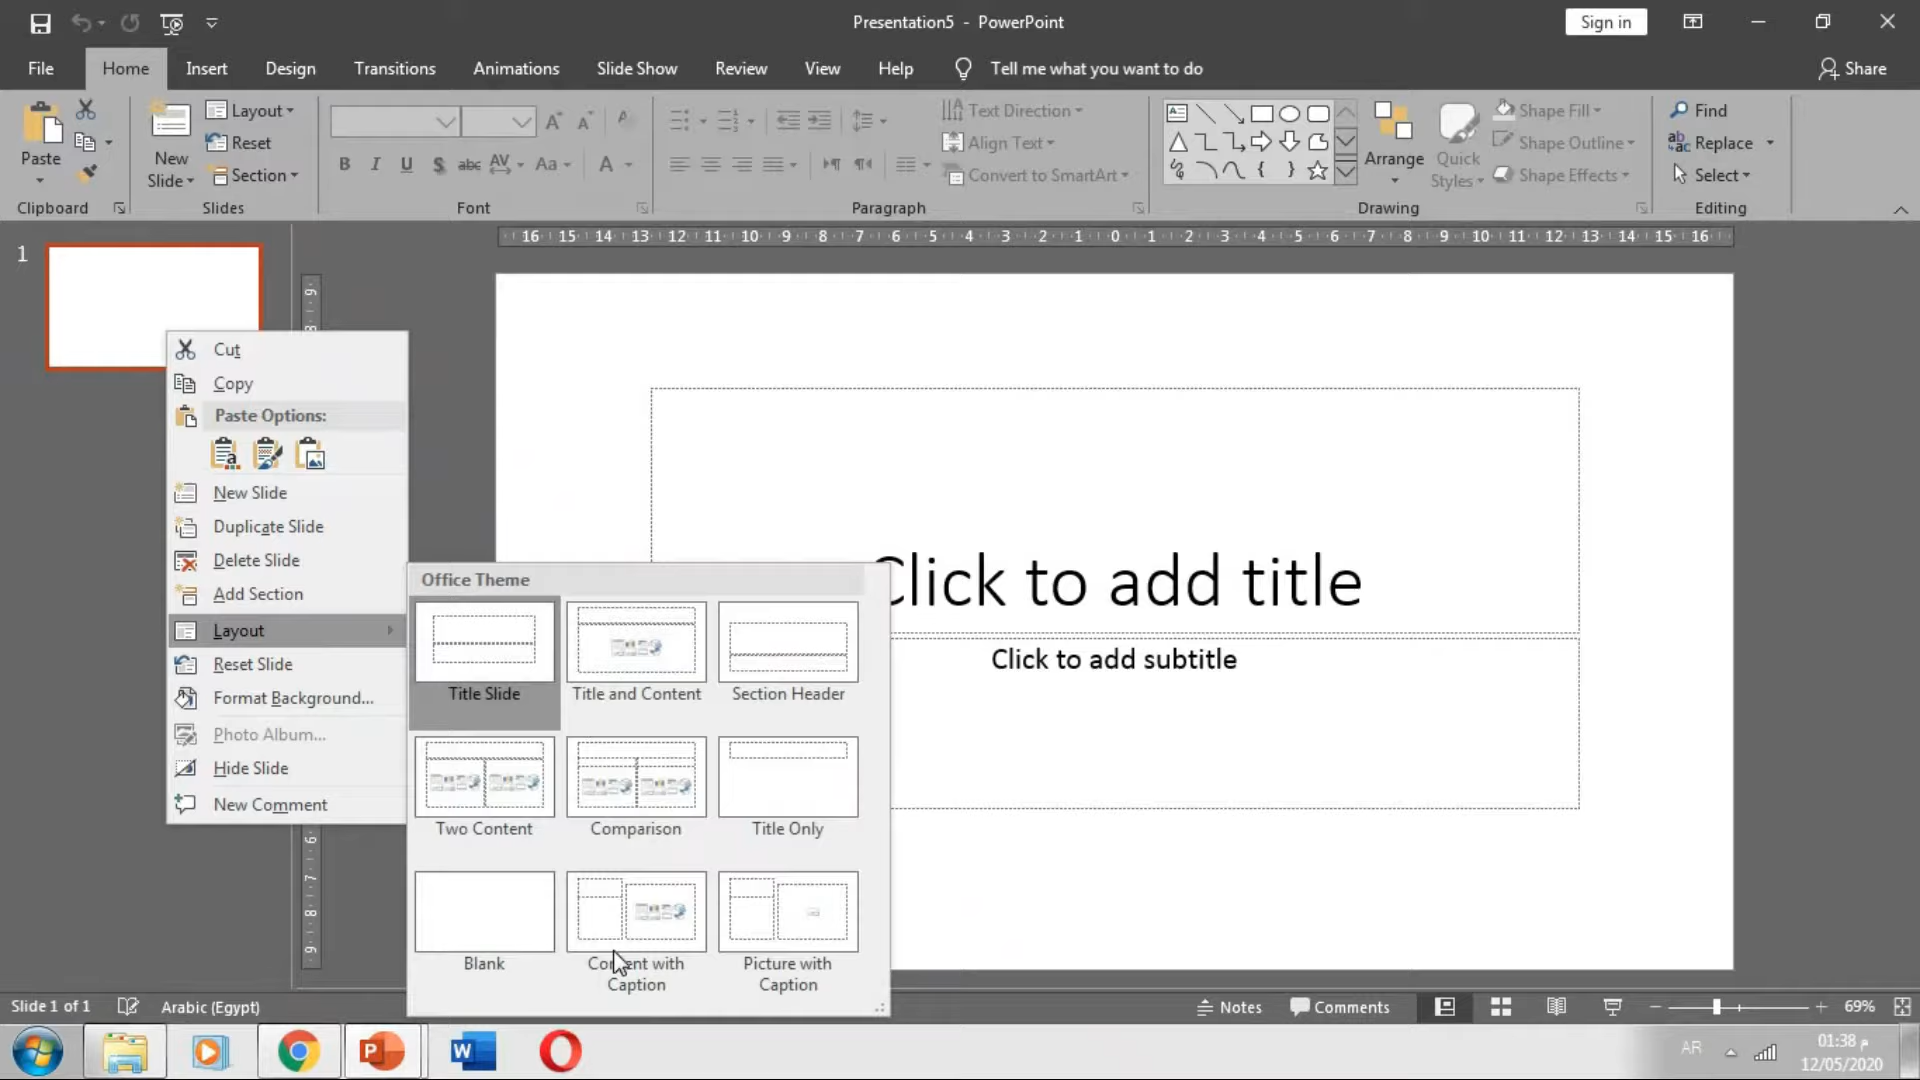 Presentation5 - PowerPoint
Sign in
File Home Insert Design Transitions Animations Slide Show Review View Help Tell me what you want to do Share
Paste
Clipboard
New Slide
Layout
Reset
Section
Slides
B I U S abc AV Aa A
Font
Text Direction
Align Text
Convert to SmartArt
Paragraph
Arrange
Quick Styles
Shape Fill
Shape Outline
Shape Effects
Drawing
Find
Replace
Select
Editing
16 15 14 13 12 11 10 9 8 7 6 5 4 3 2 1 0 1 2 3 4 5 6 7 8 9 10 11 12 13 14 15 16
1
Cut
Copy
Paste Options:
New Slide
Duplicate Slide
Delete Slide
Add Section
Layout
Reset Slide
Format Background...
Photo Album...
Hide Slide
New Comment
Office Theme
Title Slide
Title and Content
Section Header
Two Content
Comparison
Title Only
Blank
Content with
Caption
Picture with
Caption
Click to add title
Click to add subtitle
Slide 1 of 1 Arabic (Egypt) Notes Comments 69%
AR
01:38 م
12/05/2020